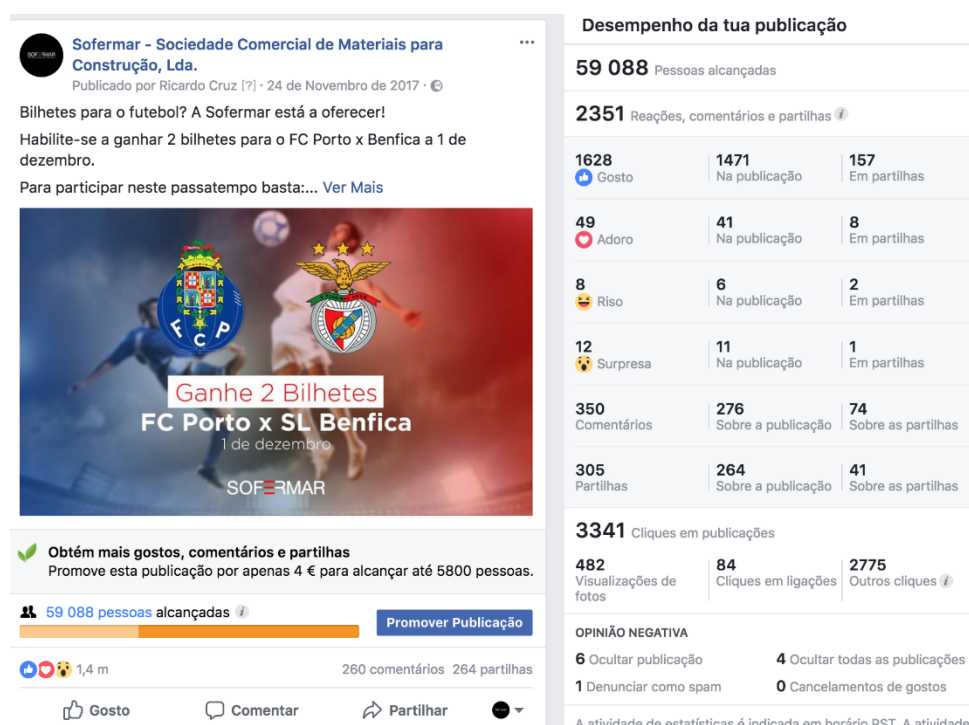 Sofermar - Sociedade Comercial de Materiais para
Construção, Lda.
Publicado por Ricardo Cruz [?] · 24 de Novembro de 2017 ·
Bilhetes para o futebol? A Sofermar está a oferecer!
Habilite-se a ganhar 2 bilhetes para o FC Porto x Benfica a 1 de
dezembro.
Para participar neste passatempo basta:... Ver Mais
FCP
Ganhe 2 Bilhetes
FC Porto x SL Benfica
1 de dezembro
SOFERMAR
Obtém mais gostos, comentários e partilhas
Promove esta publicação por apenas 4 € para alcançar até 5800 pessoas.
59 088 pessoas alcançadas i
Promover Publicação
1,4 m
260 comentários 264 partilhas
Gosto Comentar Partilhar
Desempenho da tua publicação
59 088 Pessoas alcançadas
2351 Reações, comentários e partilhas i
1628 1471 157
Gosto Na publicação Em partilhas
49 41 8
Adoro Na publicação Em partilhas
8 6 2
Riso Na publicação Em partilhas
12 11 1
Surpresa Na publicação Em partilhas
350 276 74
Comentários Sobre a publicação Sobre as partilhas
305 264 41
Partilhas Sobre a publicação Sobre as partilhas
3341 Cliques em publicações
482 84 2775
Visualizações de Cliques em ligações Outros cliques i
fotos
OPINIÃO NEGATIVA
6 Ocultar publicação 4 Ocultar todas as publicações
1 Denunciar como spam 0 Cancelamentos de gostos
A atividade de estatísticas é indicada em horário PST. A atividade